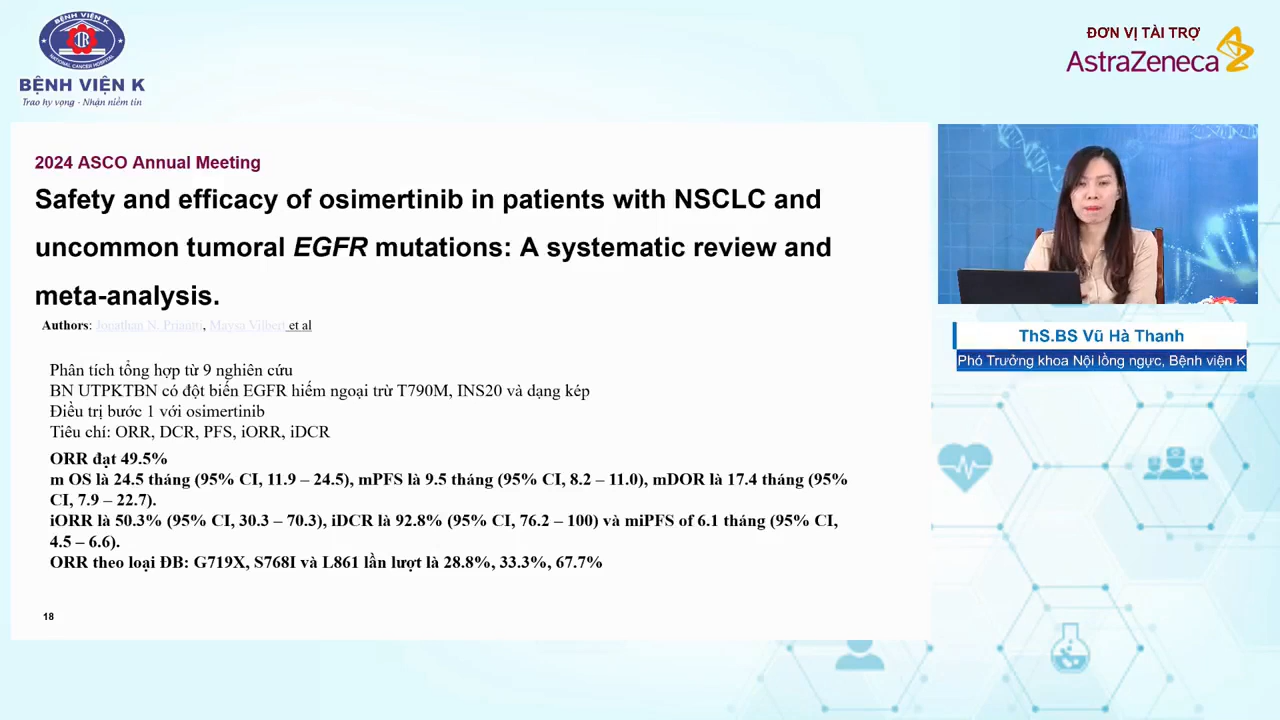 BỆNH VIỆN K
NATIONAL CANCER HOSPITAL
BỆNH VIỆN K
Trao hy vọng - Nhận niềm tin
ĐƠN VỊ TÀI TRỢ
AstraZeneca
2024 ASCO Annual Meeting
Safety and efficacy of osimertinib in patients with NSCLC and
uncommon tumoral EGFR mutations: A systematic review and
meta-analysis.
Authors: Jonathan N. Priantti, Maysa Vilbert et al
Phân tích tổng hợp từ 9 nghiên cứu
BN UTPKTBN có đột biến EGFR hiếm ngoại trừ T790M, INS20 và dạng kép
Điều trị bước 1 với osimertinib
Tiêu chí: ORR, DCR, PFS, iORR, iDCR
ORR đạt 49.5%
m OS là 24.5 tháng (95% CI, 11.9 – 24.5), mPFS là 9.5 tháng (95% CI, 8.2 – 11.0), mDOR là 17.4 tháng (95%
CI, 7.9 – 22.7).
iORR là 50.3% (95% CI, 30.3 – 70.3), iDCR là 92.8% (95% CI, 76.2 – 100) và miPFS of 6.1 tháng (95% CI,
4.5 – 6.6).
ORR theo loại ĐB: G719X, S768I và L861 lần lượt là 28.8%, 33.3%, 67.7%
18
ThS.BS Vũ Hà Thanh
Phó Trưởng khoa Nội lồng ngực, Bệnh viện K